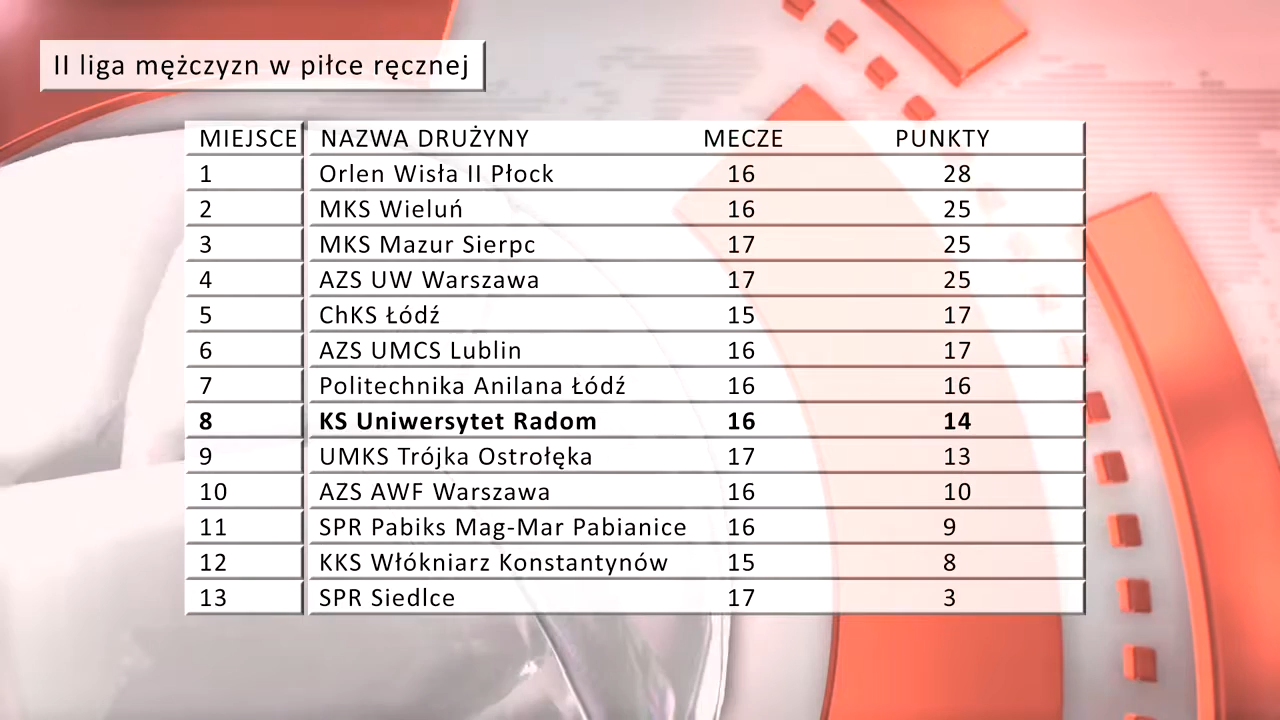 II liga mężczyzn w piłce ręcznej
MIEJSCE NAZWA DRUŻYNY MECZE PUNKTY
1 Orlen Wisła II Płock 16 28
2 MKS Wieluń 16 25
3 MKS Mazur Sierpc 17 25
4 AZS UW Warszawa 17 25
5 ChKS Łódź 15 17
6 AZS UMCS Lublin 16 17
7 Politechnika Anilana Łódź 16 16
8 KS Uniwersytet Radom 16 14
9 UMKS Trójka Ostrołęka 17 13
10 AZS AWF Warszawa 16 10
11 SPR Pabiks Mag-Mar Pabianice 16 9
12 KKS Włókniarz Konstantynów 15 8
13 SPR Siedlce 17 3